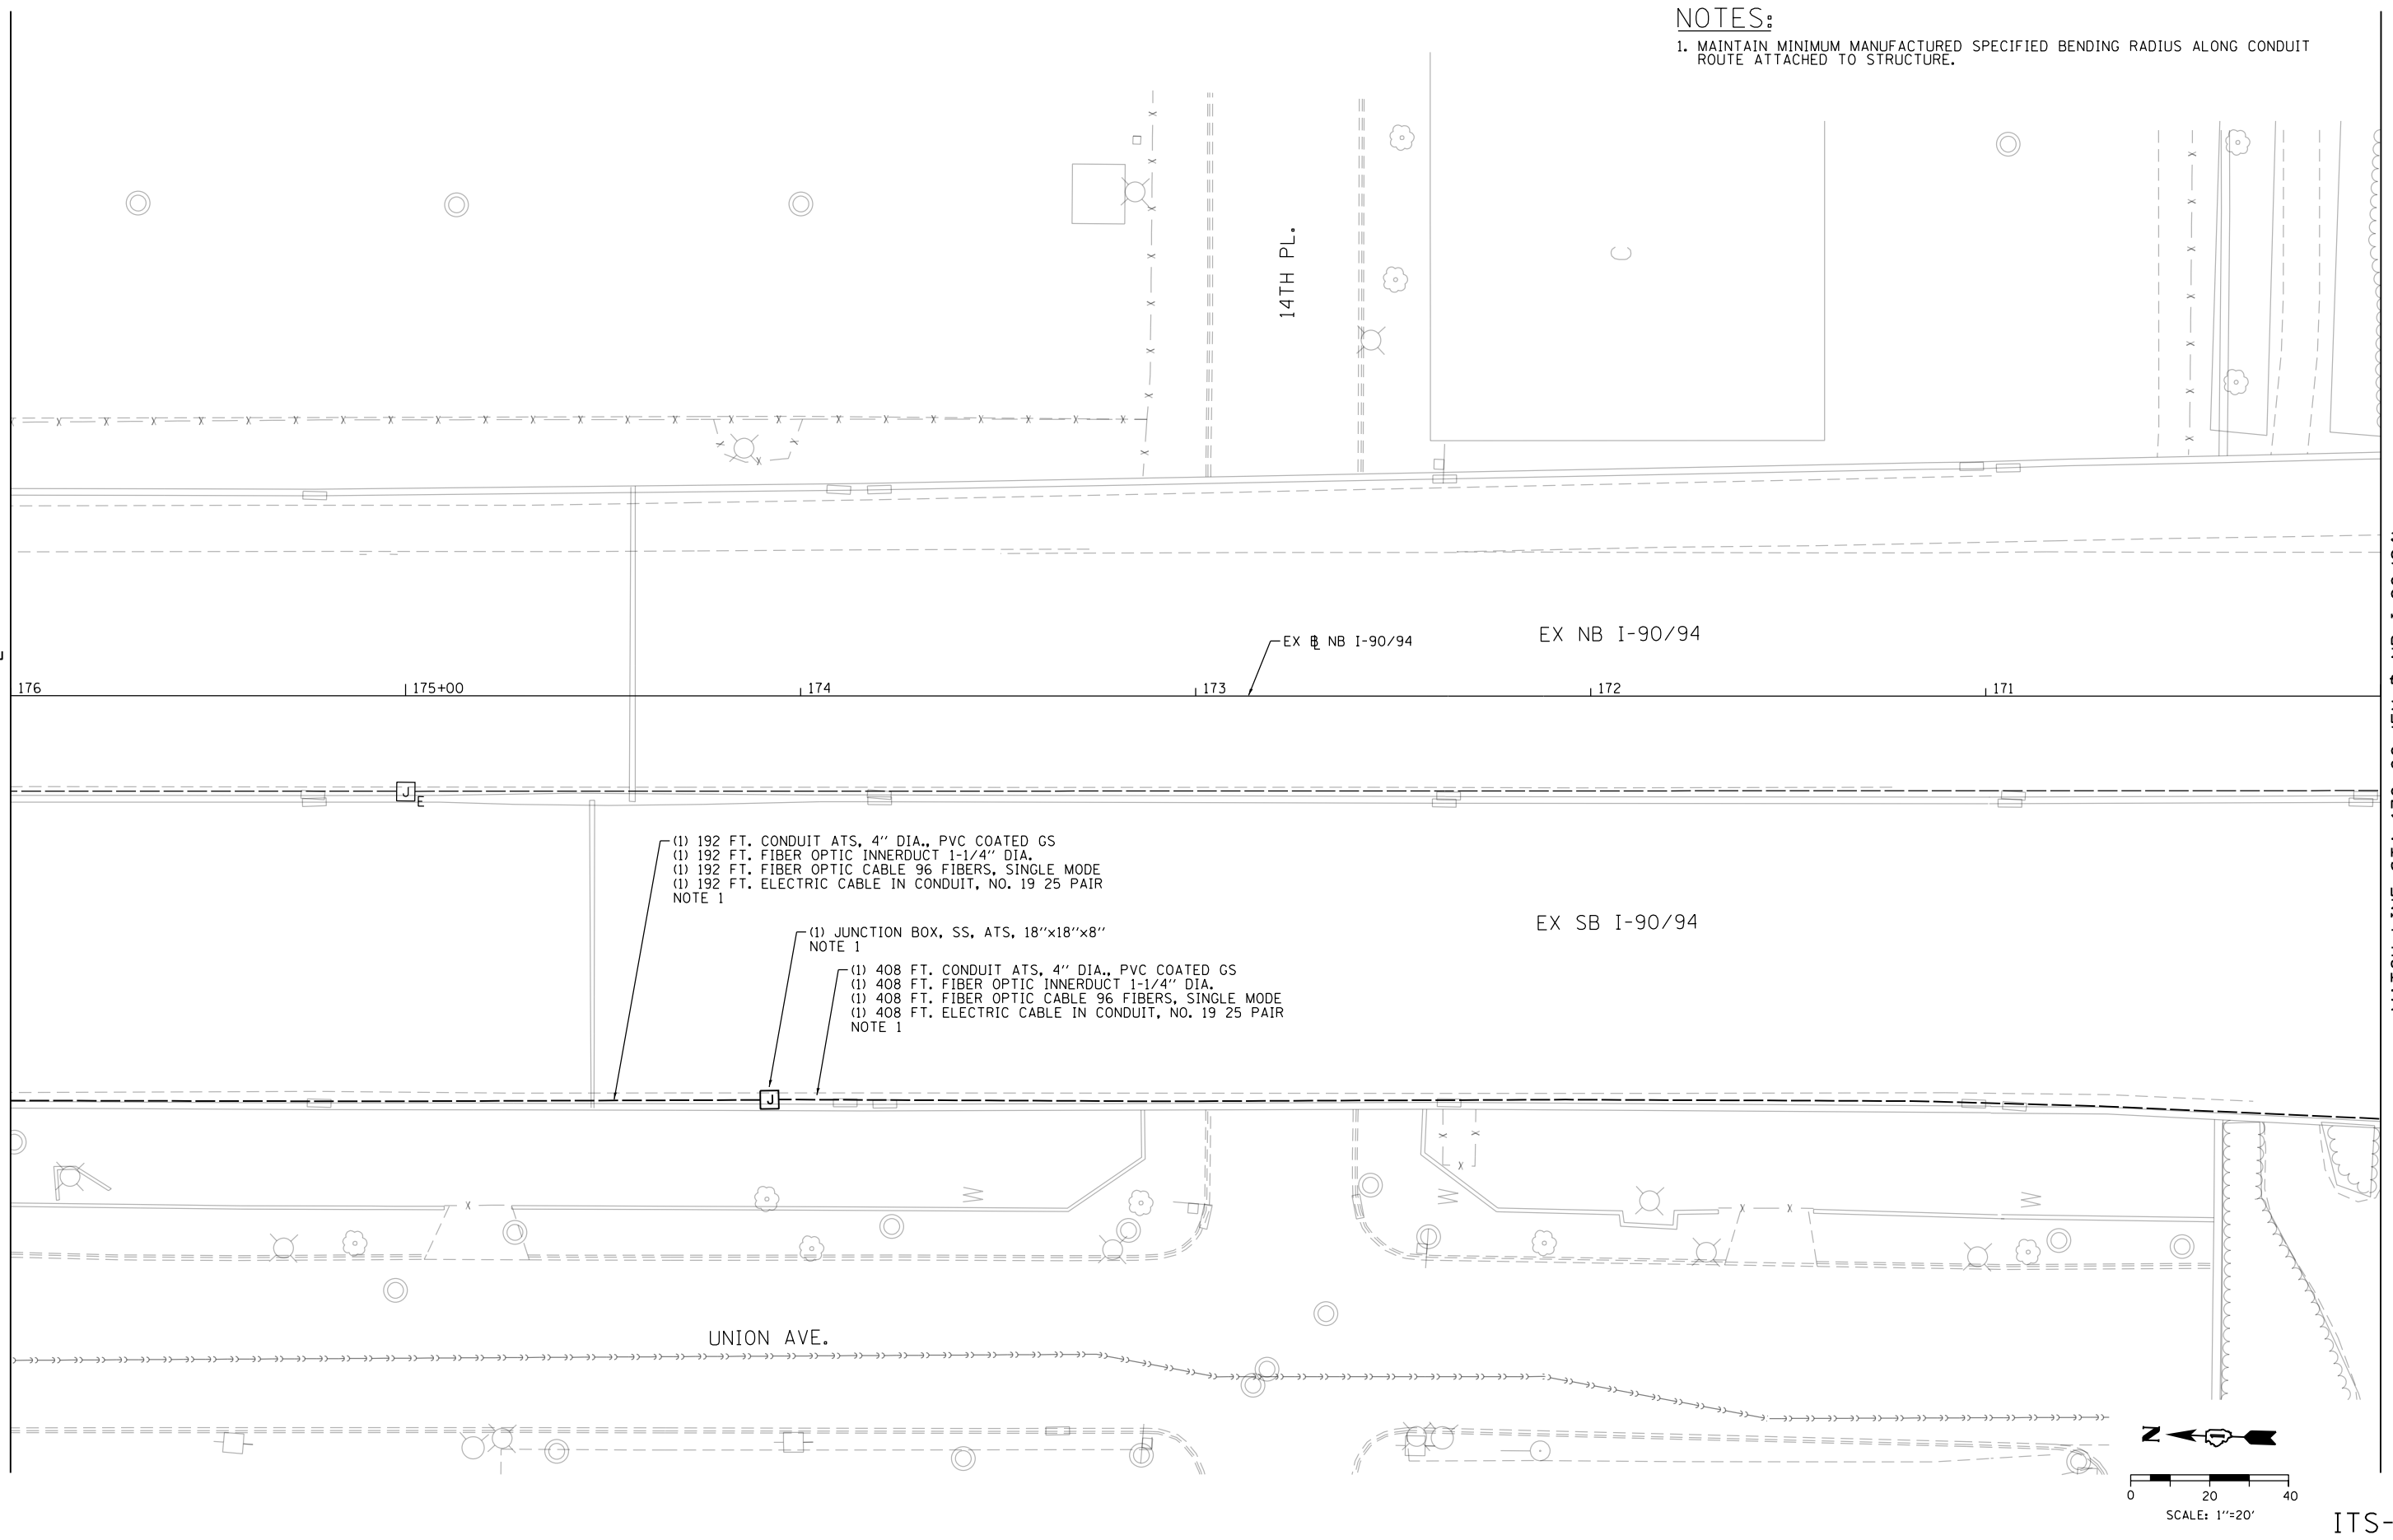 NOTES:
1. MAINTAIN MINIMUM MANUFACTURED SPECIFIED BENDING RADIUS ALONG CONDUIT
ROUTE ATTACHED TO STRUCTURE.
14TH PL.
C
EX NB I-90/94
EX ⅊ NB I-90/94
176
175+00
174
173
172
171
J
E
(1) 192 FT. CONDUIT ATS, 4″ DIA., PVC COATED GS
(1) 192 FT. FIBER OPTIC INNERDUCT 1-1/4″ DIA.
(1) 192 FT. FIBER OPTIC CABLE 96 FIBERS, SINGLE MODE
(1) 192 FT. ELECTRIC CABLE IN CONDUIT, NO. 19 25 PAIR
NOTE 1
(1) JUNCTION BOX, SS, ATS, 18″x18″x8″
NOTE 1
EX SB I-90/94
(1) 408 FT. CONDUIT ATS, 4″ DIA., PVC COATED GS
(1) 408 FT. FIBER OPTIC INNERDUCT 1-1/4″ DIA.
(1) 408 FT. FIBER OPTIC CABLE 96 FIBERS, SINGLE MODE
(1) 408 FT. ELECTRIC CABLE IN CONDUIT, NO. 19 25 PAIR
NOTE 1
J
M
M
M
UNION AVE.
N
0 20 40
SCALE: 1″=20′
ITS-